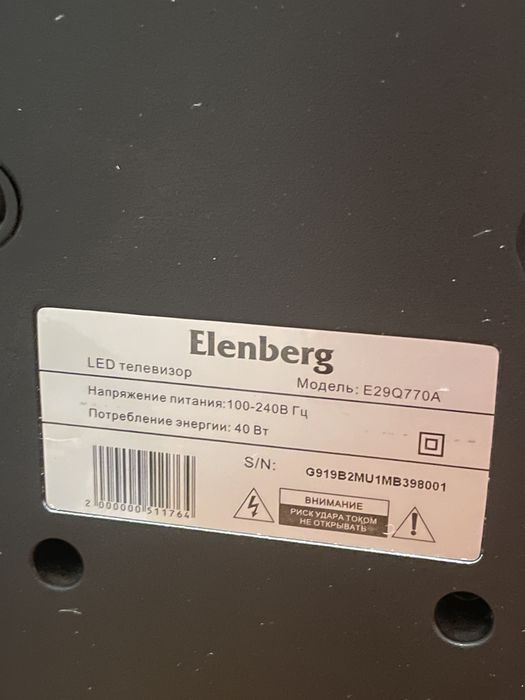 Elenberg
LED телевизор
Модель: E29Q770A
Напряжение питания:100-240В Гц
Потребление энергии: 40 Вт
S/N: G919B2MU1MB398001
2 000000 511764
ВНИМАНИЕ
РИСК УДАРА ТОКОМ
НЕ ОТКРЫВАТЬ